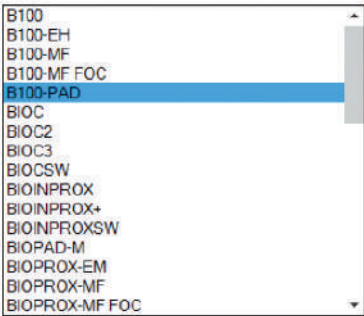 B100
B100-EH
B100-MF
B100-MF FOC
B100-PAD
BIOC
BIOC2
BIOC3
BIOCSW
BIOINPROX
BIOINPROX+
BIOINPROXSW
BIOPAD-M
BIOPROX-EM
BIOPROX-MF
BIOPROX-MF FOC